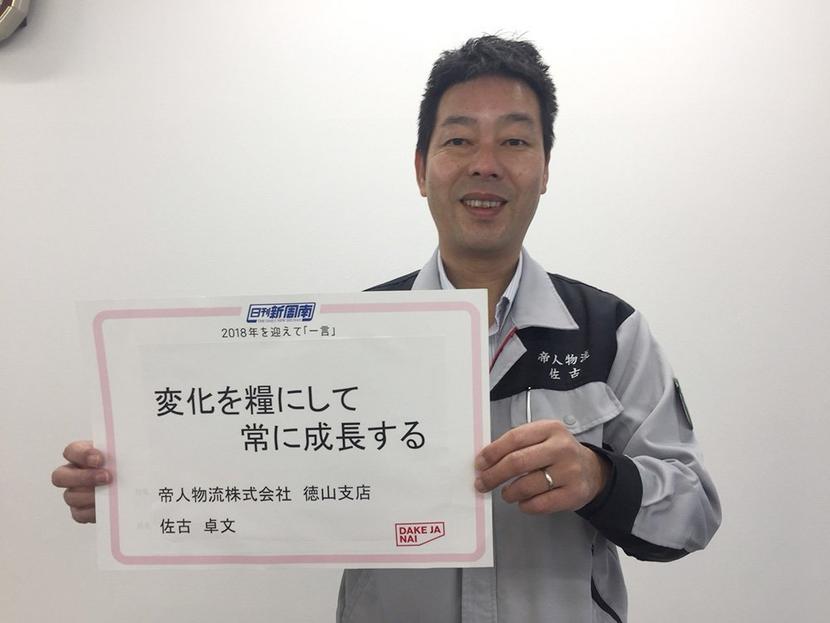 日刊新周南
2018年を迎えて「一言」
変化を糧にして
常に成長する
帝人物流株式会社 徳山支店
佐古 卓文
DAKE JA
NAI
帝人物流
佐古